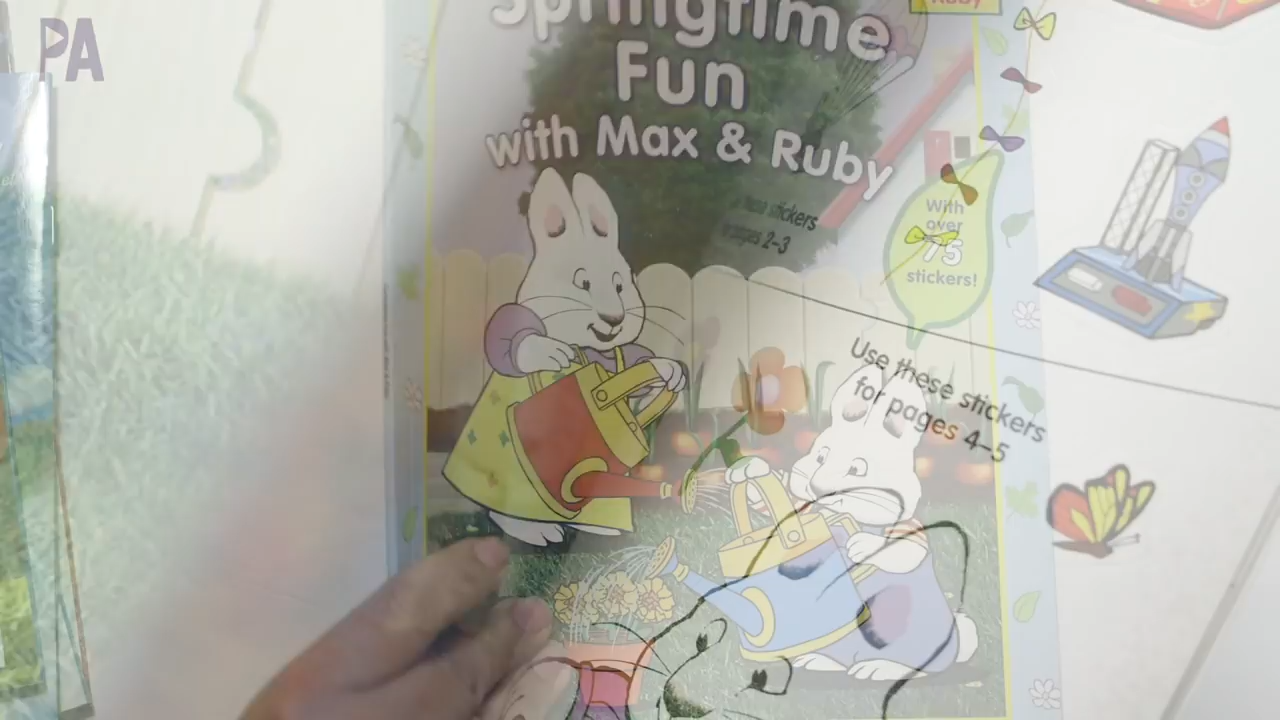 PA
Ruby
Springtime
Fun
with Max & Ruby
stickers
pages 2-3
With
over
75
stickers!
Use these stickers
for pages 4-5